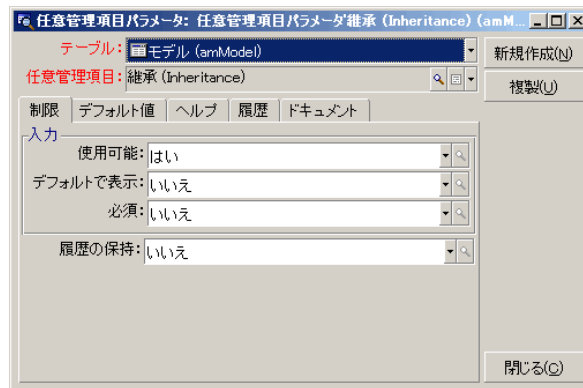 任意管理項目パラメータ: 任意管理項目パラメータ'継承 (Inheritance) (amM...
テーブル: モデル (amModel)
新規作成(N)
任意管理項目: 継承 (Inheritance)
複製(U)
制限 デフォルト値 ヘルプ 履歴 ドキュメント
入力
使用可能: はい
デフォルトで表示: いいえ
必須: いいえ
履歴の保持: いいえ
閉じる(C)